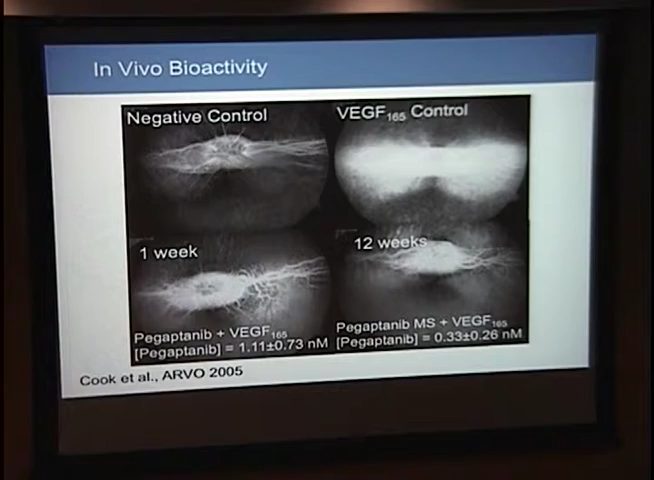 In Vivo Bioactivity
Negative Control
VEGF165 Control
1 week
12 weeks
Pegaptanib + VEGF165
[Pegaptanib] = 1.11±0.73 nM
Pegaptanib MS + VEGF165
[Pegaptanib] = 0.33±0.26 nM
Cook et al., ARVO 2005